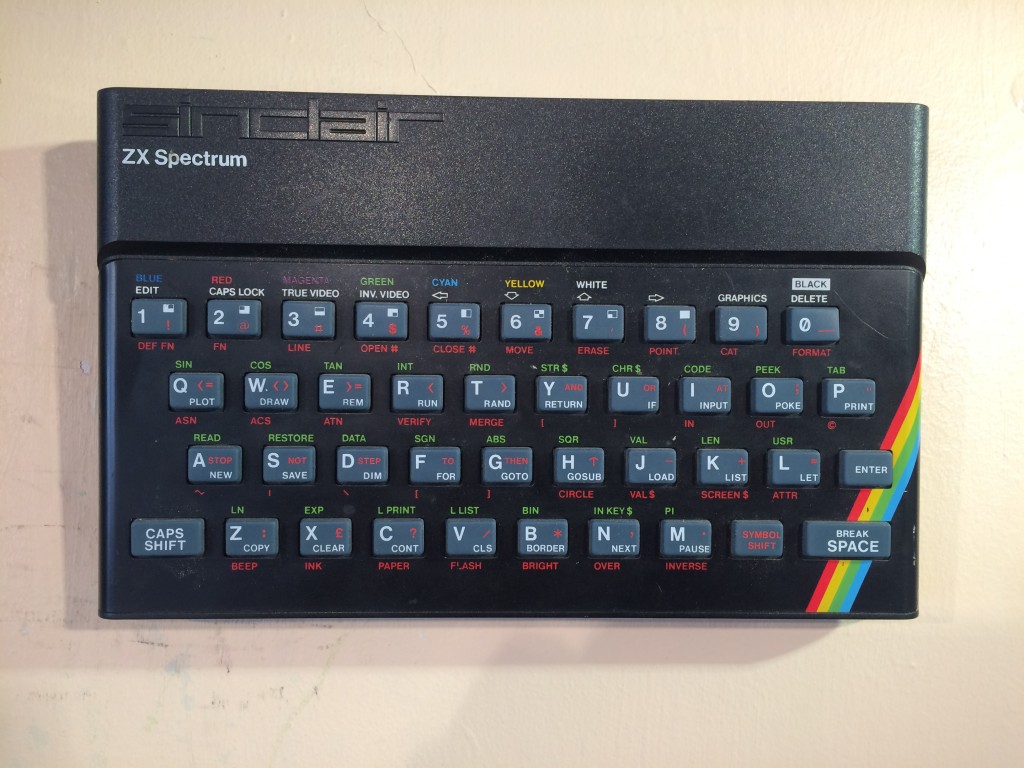 sinclair
ZX Spectrum
BLUE RED MAGENTA GREEN CYAN YELLOW WHITE BLACK
EDIT CAPS LOCK TRUE VIDEO INV. VIDEO ⇦ ⇩ ⇧ ⇨ GRAPHICS DELETE
1 ! 2 @ 3 # 4 $ 5 % 6 & 7 ' 8 ( 9 ) 0 _
DEF FN FN LINE OPEN # CLOSE # MOVE ERASE POINT CAT FORMAT
SIN COS TAN INT RND STR $ CHR $ CODE PEEK TAB
Q <= PLOT W <> DRAW E >= REM R < RUN T > RAND Y AND RETURN U OR IF I AT INPUT O ; POKE P " PRINT
ASN ACS ATN VERIFY MERGE [ ] IN OUT ©
READ RESTORE DATA SGN ABS SQR VAL LEN USR
A STOP NEW S NOT SAVE D STEP DIM F TO FOR G THEN GOTO H ↑ GOSUB J − LOAD K + LIST L = LET ENTER
~ | \ { } CIRCLE VAL $ SCREEN $ ATTR
LN EXP L PRINT L LIST BIN IN KEY $ PI
CAPS SHIFT Z : COPY X £ CLEAR C ? CONT V / CLS B * BORDER N , NEXT M . PAUSE SYMBOL SHIFT BREAK SPACE
BEEP INK PAPER FLASH BRIGHT OVER INVERSE